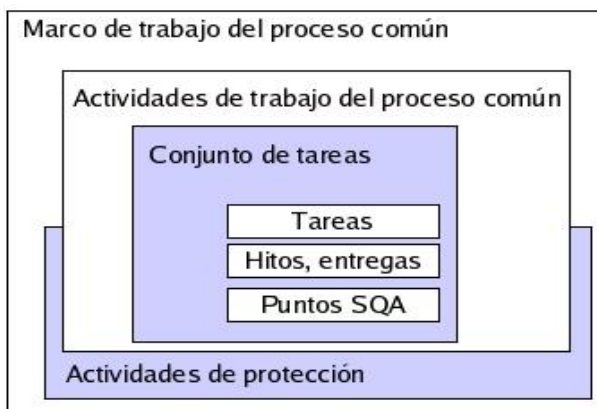 Marco de trabajo del proceso común
Actividades de trabajo del proceso común
Conjunto de tareas
Tareas
Hitos, entregas
Puntos SQA
Actividades de protección